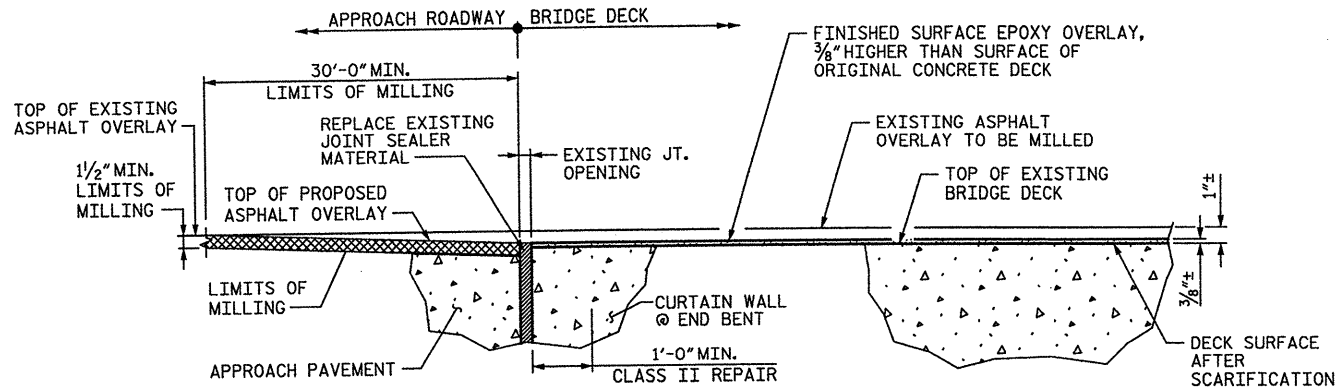 APPROACH ROADWAY
BRIDGE DECK
30'-0" MIN.
LIMITS OF MILLING
TOP OF EXISTING
ASPHALT OVERLAY
1½" MIN.
LIMITS OF
MILLING
REPLACE EXISTING
JOINT SEALER
MATERIAL
TOP OF PROPOSED
ASPHALT OVERLAY
EXISTING JT.
OPENING
FINISHED SURFACE EPOXY OVERLAY,
⅜" HIGHER THAN SURFACE OF
ORIGINAL CONCRETE DECK
EXISTING ASPHALT
OVERLAY TO BE MILLED
TOP OF EXISTING
BRIDGE DECK
1"±
⅜"±
LIMITS OF
MILLING
APPROACH PAVEMENT
CURTAIN WALL
@ END BENT
1'-0" MIN.
CLASS II REPAIR
DECK SURFACE
AFTER
SCARIFICATION